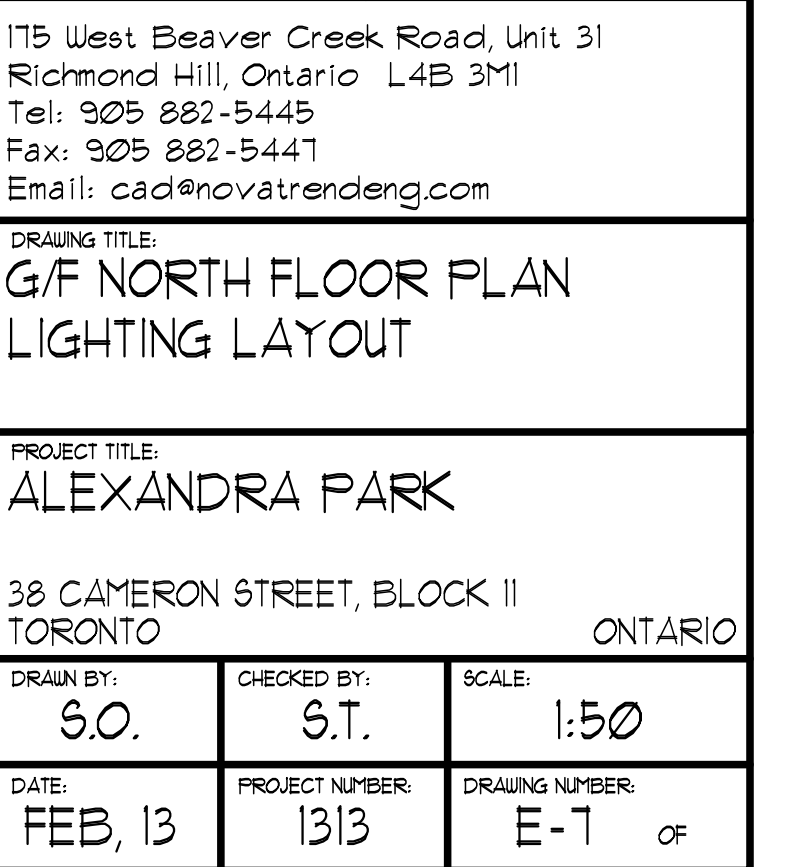 175 West Beaver Creek Road, Unit 31
Richmond Hill, Ontario L4B 3M1
Tel: 905 882-5445
Fax: 905 882-5447
Email: cad@novatrendeng.com
DRAWING TITLE:
G/F NORTH FLOOR PLAN
LIGHTING LAYOUT
PROJECT TITLE:
ALEXANDRA PARK
38 CAMERON STREET, BLOCK 11
TORONTO ONTARIO
DRAWN BY: CHECKED BY: SCALE:
S.O. S.T. 1:50
DATE: PROJECT NUMBER: DRAWING NUMBER:
FEB, 13 1313 E-7 OF